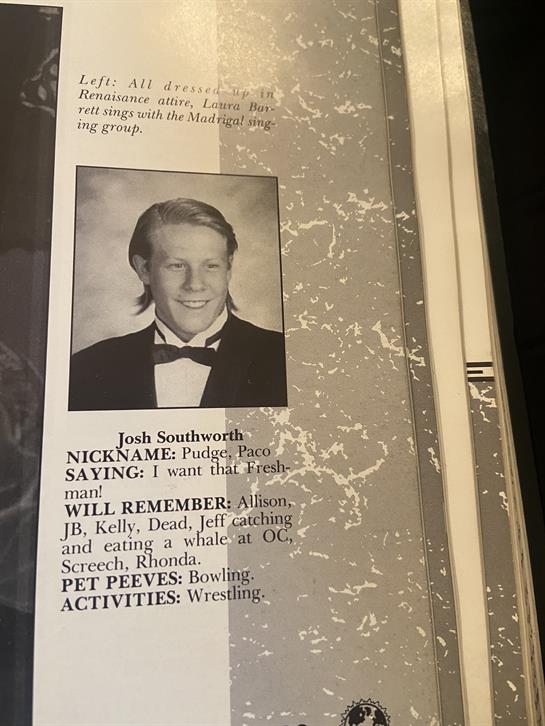 Left: All dressed up in
Renaisance attire, Laura Bar-
rett sings with the Madrigal sing-
ing group.
Josh Southworth
NICKNAME: Pudge, Paco
SAYING: I want that Fresh-
man!
WILL REMEMBER: Allison,
JB, Kelly, Dead, Jeff catching
and eating a whale at OC,
Screech, Rhonda.
PET PEEVES: Bowling.
ACTIVITIES: Wrestling.